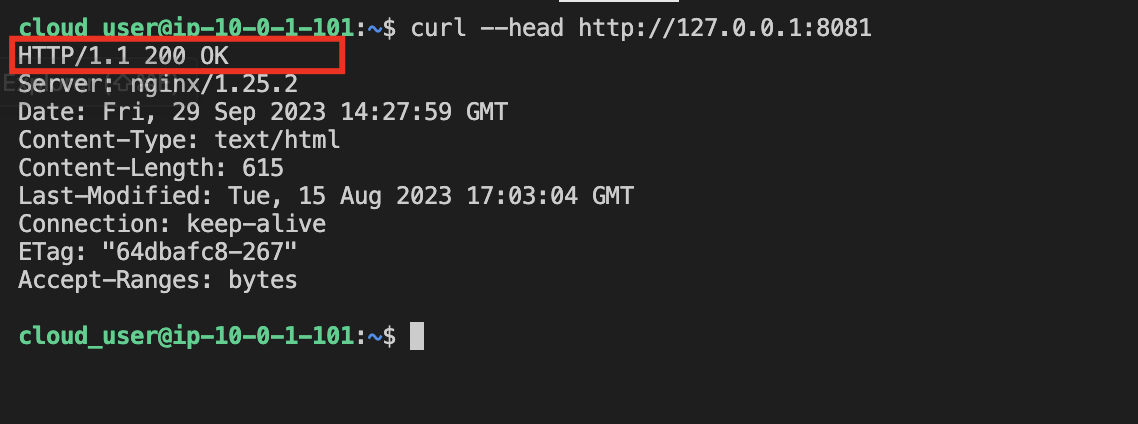 cloud_user@ip-10-0-1-101:~$ curl --head http://127.0.0.1:8081
HTTP/1.1 200 OK
Server: nginx/1.25.2
Date: Fri, 29 Sep 2023 14:27:59 GMT
Content-Type: text/html
Content-Length: 615
Last-Modified: Tue, 15 Aug 2023 17:03:04 GMT
Connection: keep-alive
ETag: "64dbafc8-267"
Accept-Ranges: bytes
cloud_user@ip-10-0-1-101:~$